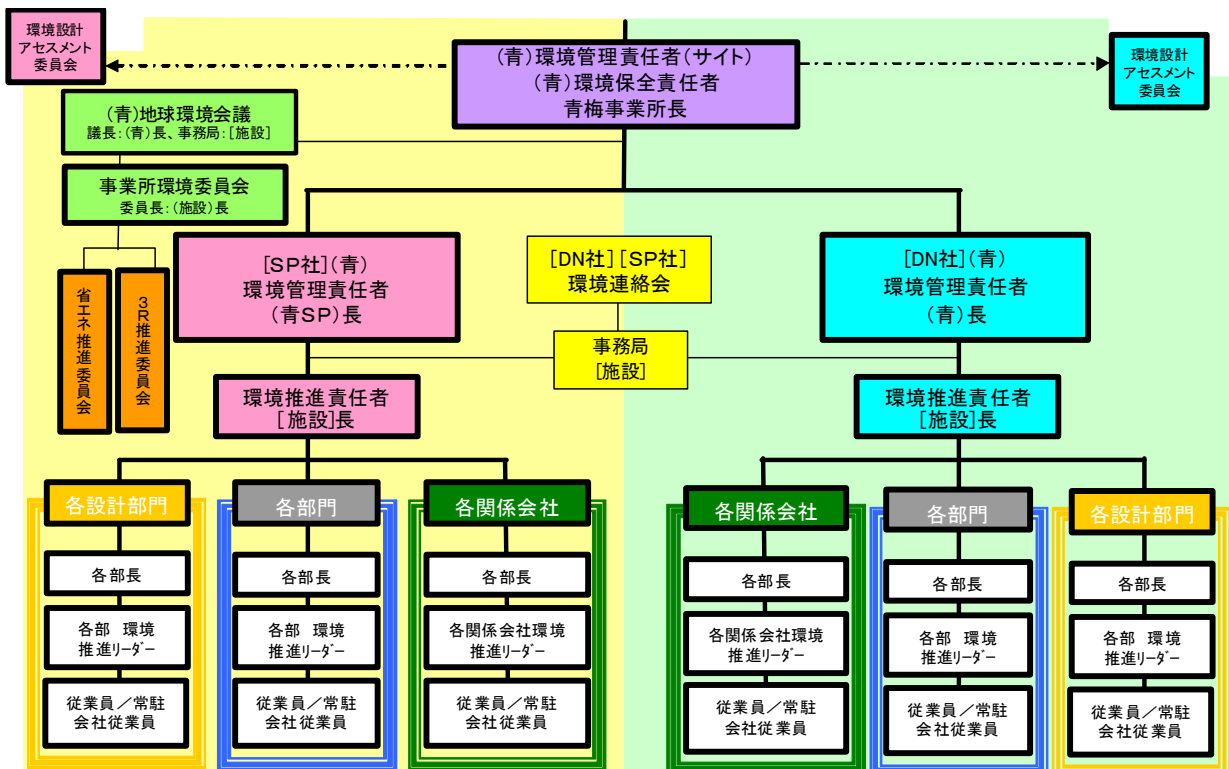 環境設計
アセスメント
委員会
(青)環境管理責任者(サイト)
(青)環境保全責任者
青梅事業所長
環境設計
アセスメント
委員会
(青)地球環境会議
議長:(青)長、事務局:[施設]
事業所環境委員会
委員長:(施設)長
省エネ推進委員会
3R推進委員会
[SP社](青)
環境管理責任者
(青SP)長
[DN社][SP社]
環境連絡会
事務局
[施設]
[DN社](青)
環境管理責任者
(青)長
環境推進責任者
[施設]長
環境推進責任者
[施設]長
各設計部門
各部長
各部 環境
推進リーダー
従業員/常駐
会社従業員
各部門
各部長
各部 環境
推進リーダー
従業員/常駐
会社従業員
各関係会社
各部長
各関係会社環境
推進リーダー
従業員/常駐
会社従業員
各関係会社
各部長
各関係会社環境
推進リーダー
従業員/常駐
会社従業員
各部門
各部長
各部 環境
推進リーダー
従業員/常駐
会社従業員
各設計部門
各部長
各部 環境
推進リーダー
従業員/常駐
会社従業員